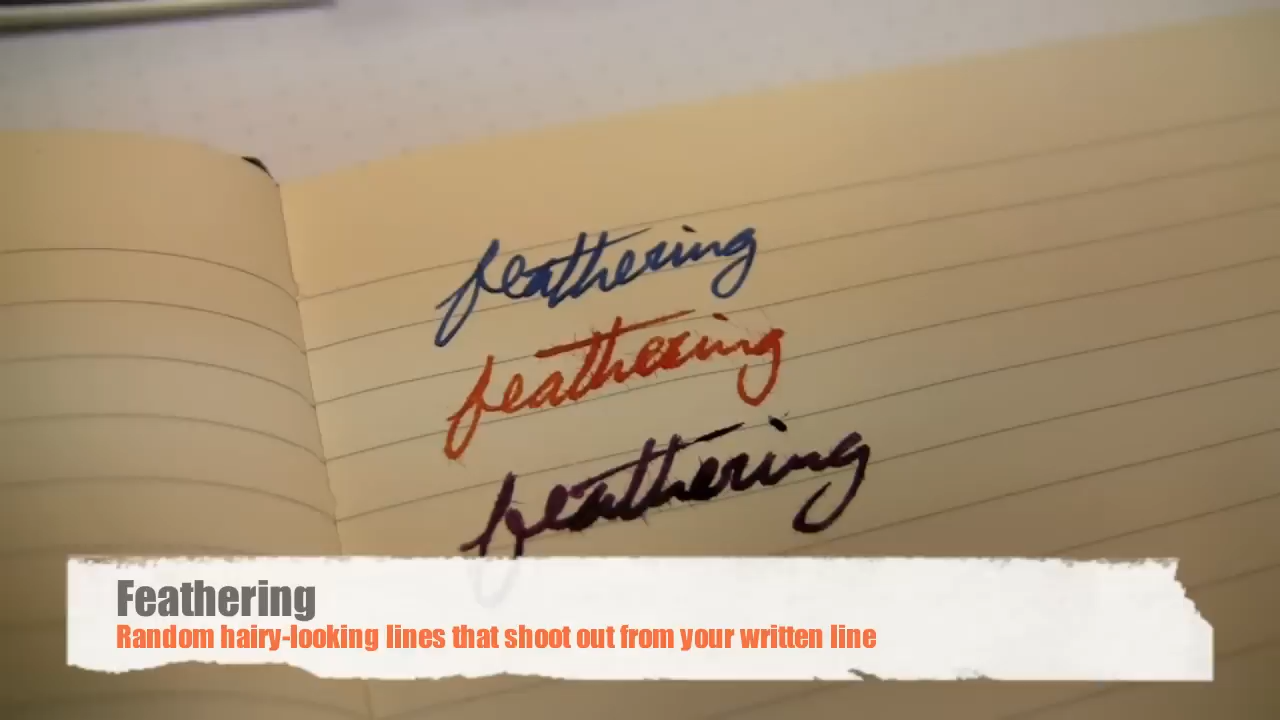 feathering
feathering
feathering
Feathering
Random hairy-looking lines that shoot out from your written line